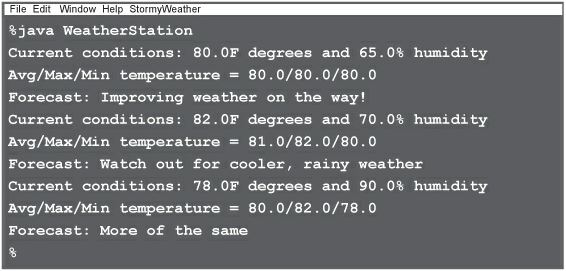 File Edit Window Help StormyWeather
%java WeatherStation
Current conditions: 80.0F degrees and 65.0% humidity
Avg/Max/Min temperature = 80.0/80.0/80.0
Forecast: Improving weather on the way!
Current conditions: 82.0F degrees and 70.0% humidity
Avg/Max/Min temperature = 81.0/82.0/80.0
Forecast: Watch out for cooler, rainy weather
Current conditions: 78.0F degrees and 90.0% humidity
Avg/Max/Min temperature = 80.0/82.0/78.0
Forecast: More of the same
%